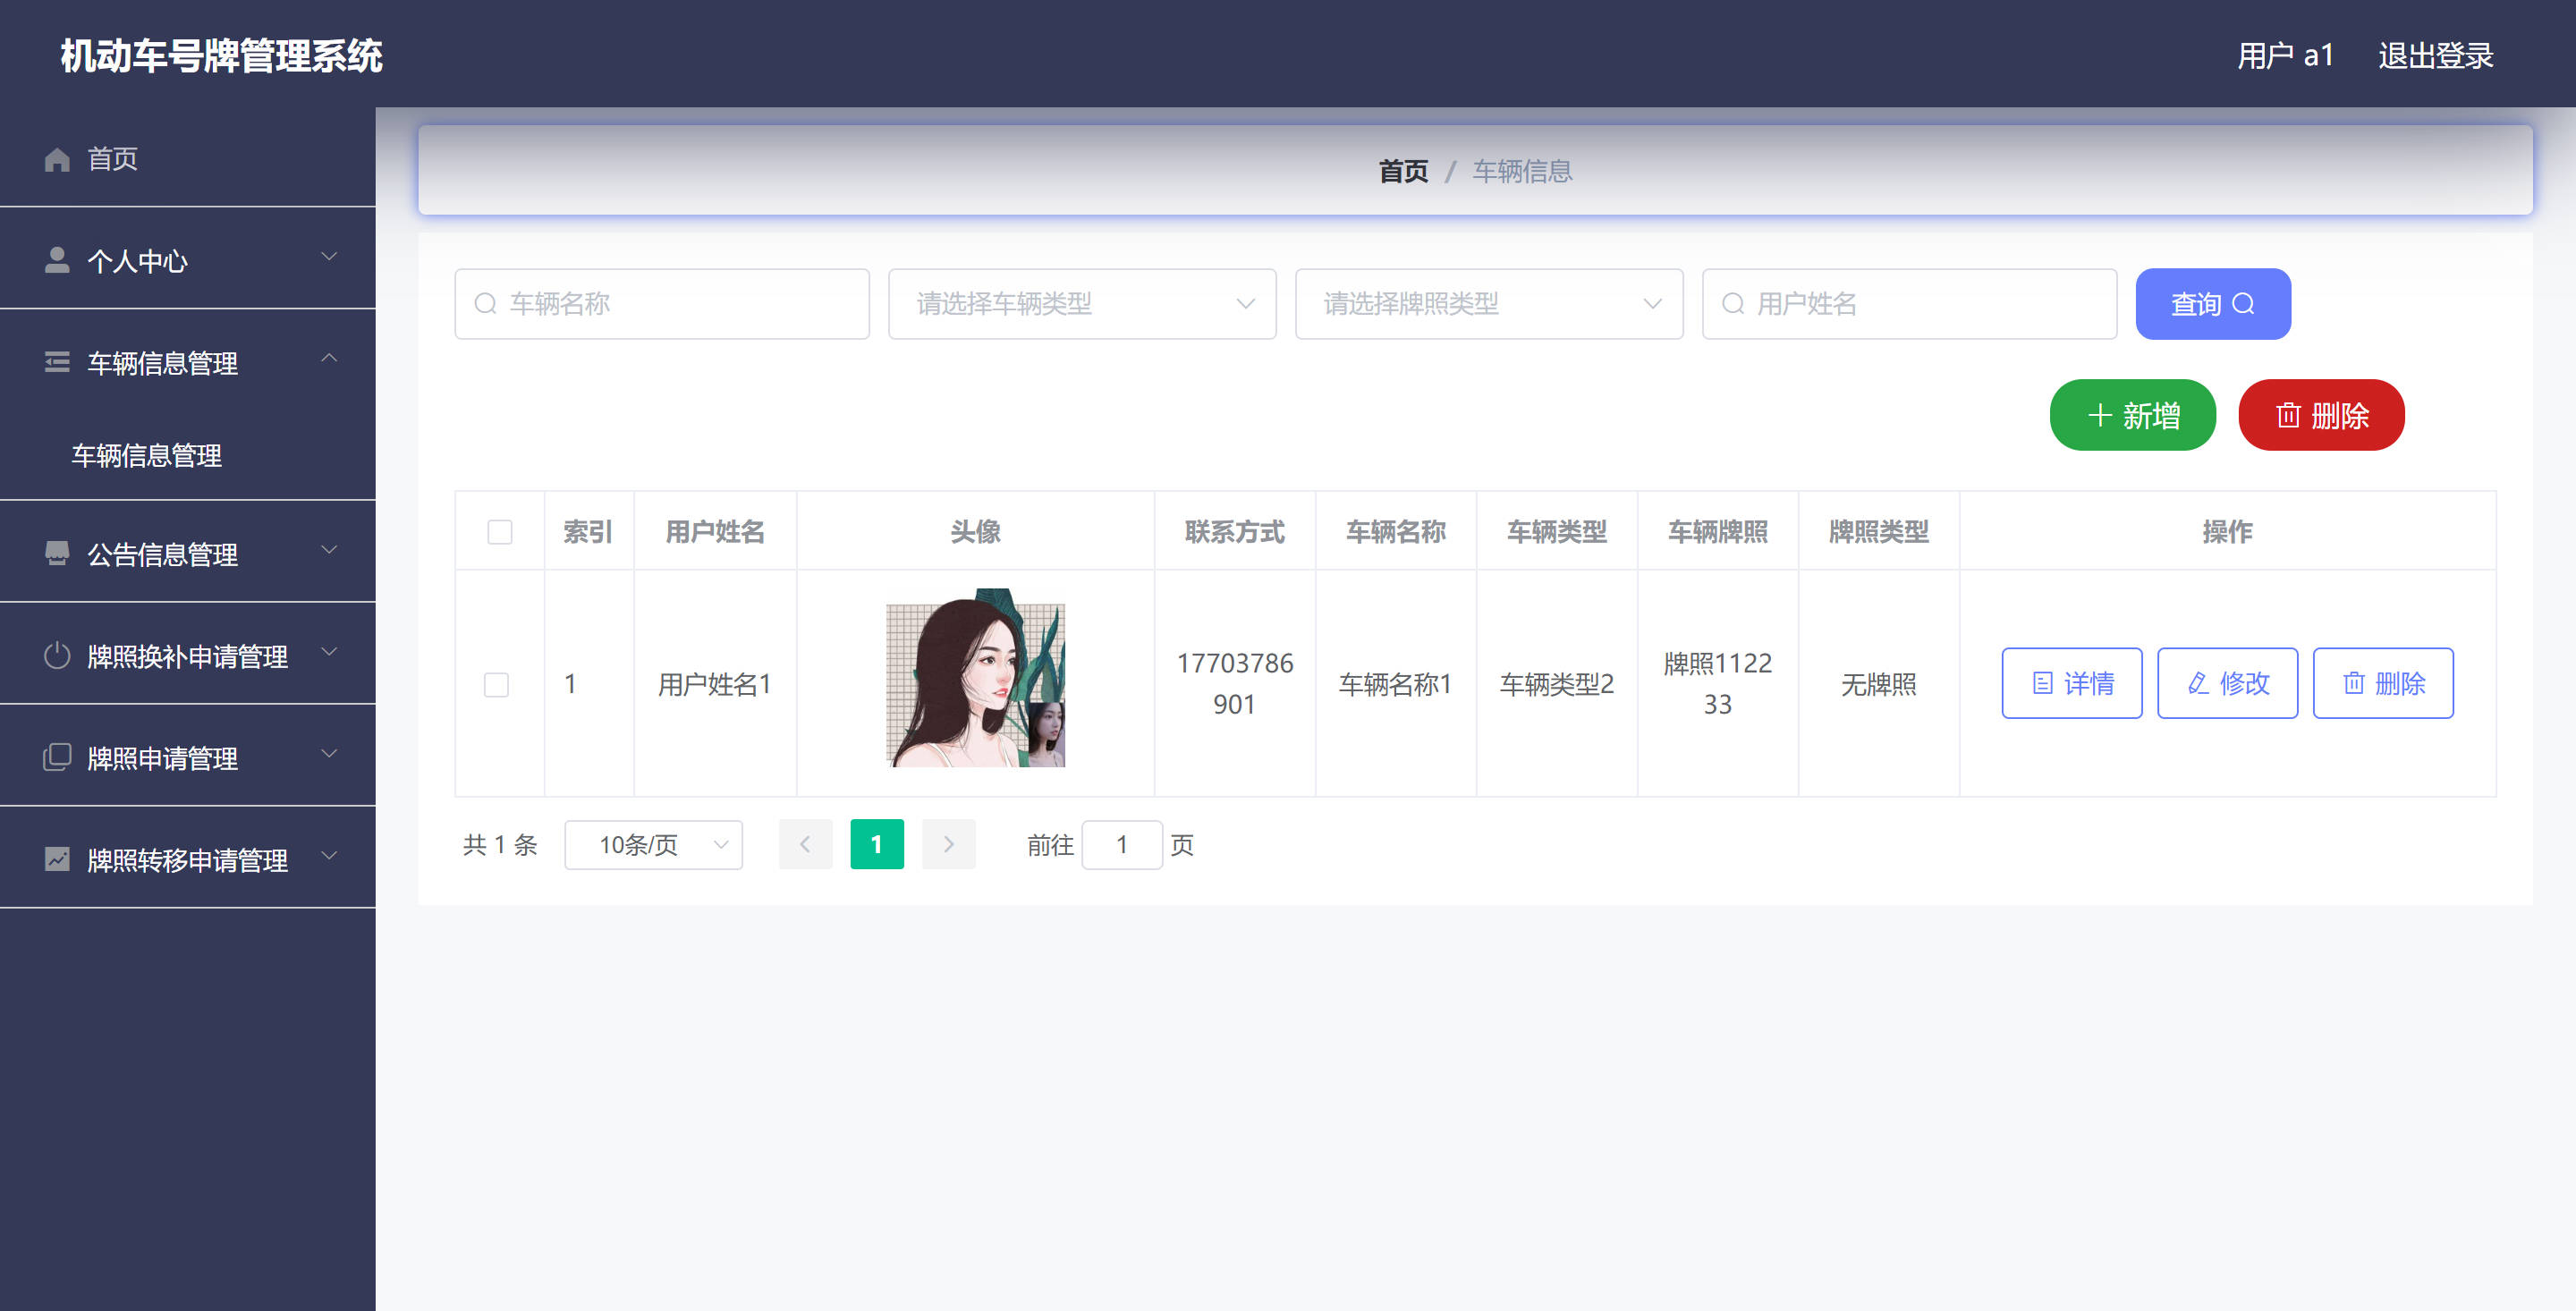 机动车号牌管理系统
用户 a1 退出登录
首页
个人中心
车辆信息管理
车辆信息管理
公告信息管理
牌照换补申请管理
牌照申请管理
牌照转移申请管理
首页 / 车辆信息
车辆名称 请选择车辆类型 请选择牌照类型 用户姓名 查询
新增 删除
索引 用户姓名 头像 联系方式 车辆名称 车辆类型 车辆牌照 牌照类型 操作
1 用户姓名1 17703786901 车辆名称1 车辆类型2 牌照112233 无牌照 详情 修改 删除
共 1 条 10条/页 1 前往 1 页